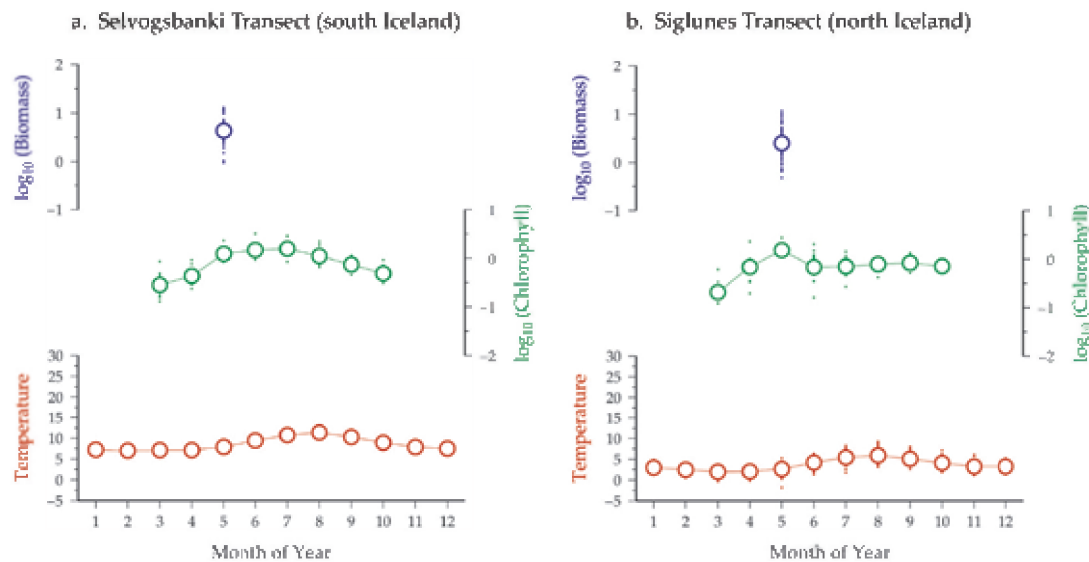 a. Selvogsbanki Transect (south Iceland)
log10 (Biomass)
2
1
0
−1
log10 (Chlorophyll)
1
0
−1
−2
Temperature
30
25
20
15
10
5
0
−5
1 2 3 4 5 6 7 8 9 10 11 12
Month of Year
b. Siglunes Transect (north Iceland)
log10 (Biomass)
2
1
0
−1
log10 (Chlorophyll)
1
0
−1
−2
Temperature
30
25
20
15
10
5
0
−5
1 2 3 4 5 6 7 8 9 10 11 12
Month of Year